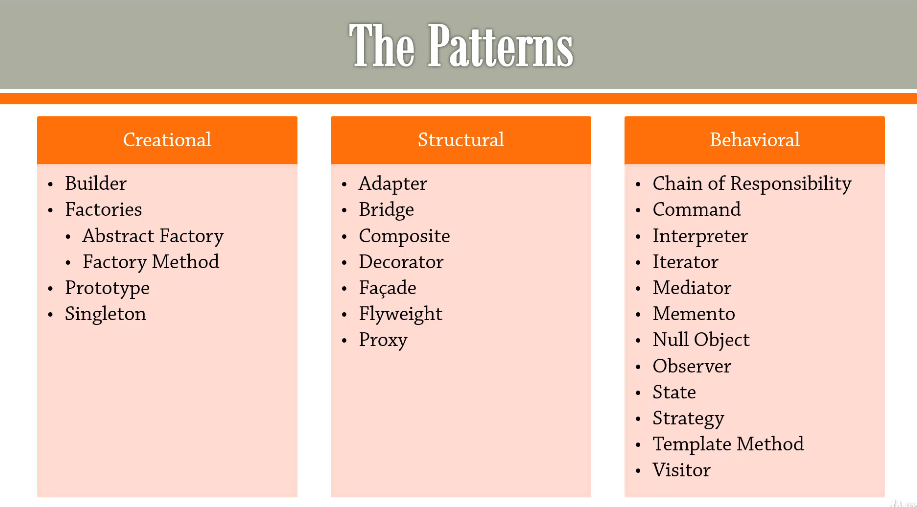 The Patterns
Creational
• Builder
• Factories
• Abstract Factory
• Factory Method
• Prototype
• Singleton
Structural
• Adapter
• Bridge
• Composite
• Decorator
• Façade
• Flyweight
• Proxy
Behavioral
• Chain of Responsibility
• Command
• Interpreter
• Iterator
• Mediator
• Memento
• Null Object
• Observer
• State
• Strategy
• Template Method
• Visitor